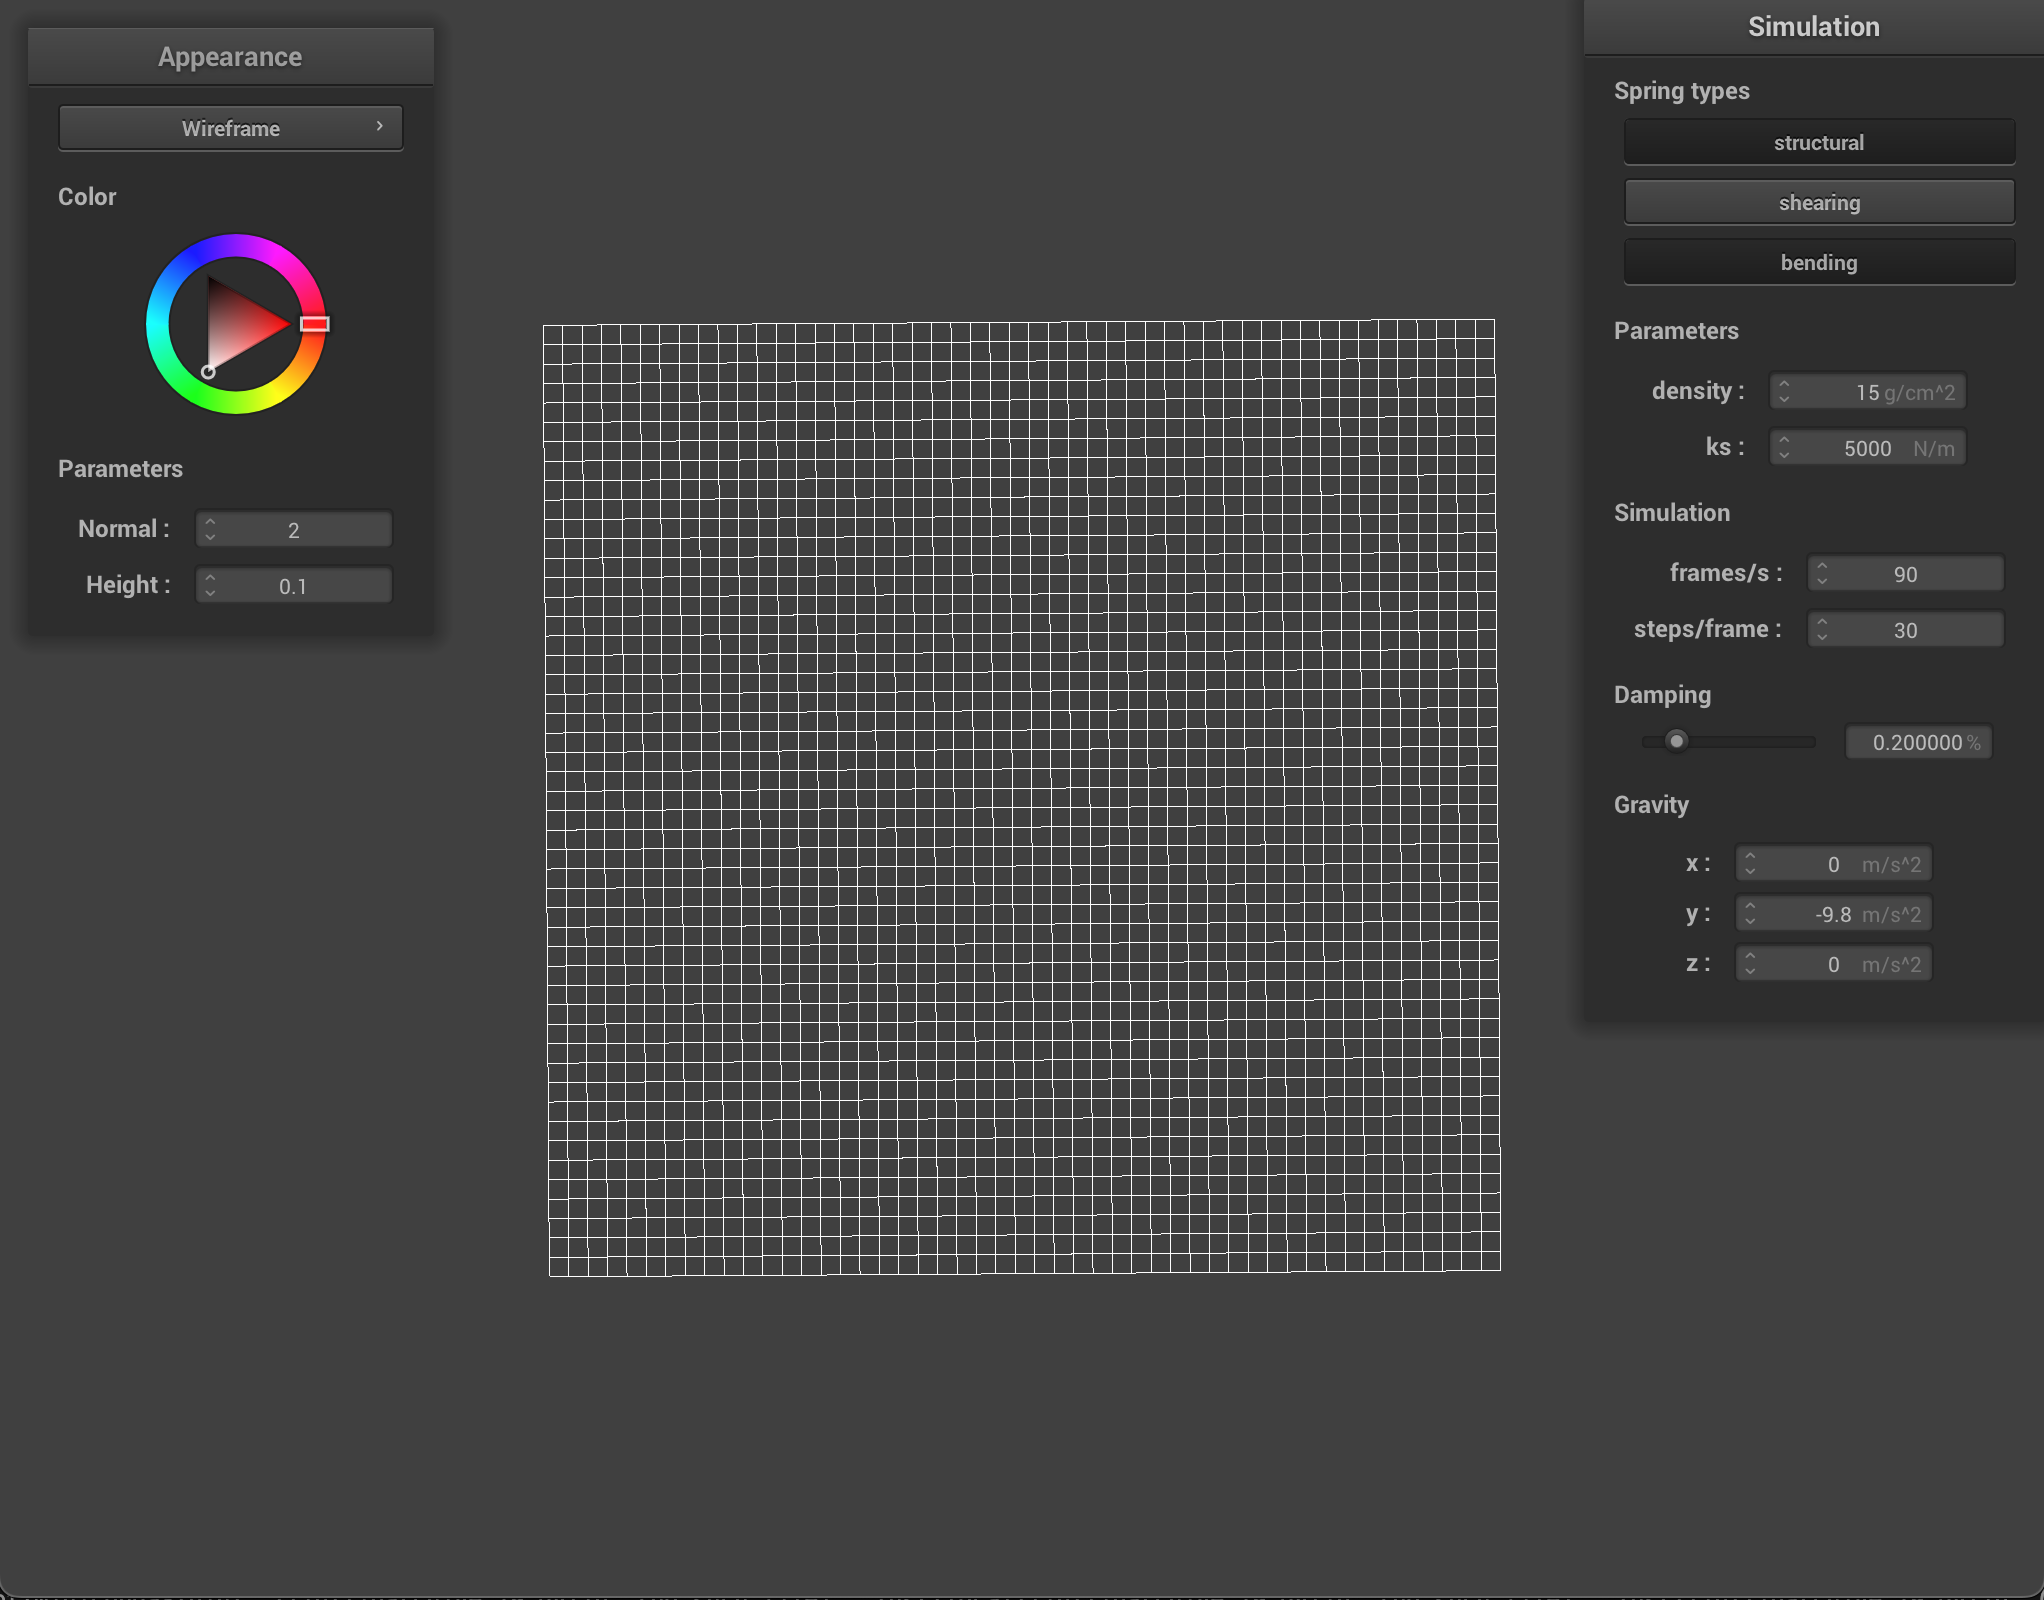 Appearance
Wireframe
Color
Parameters
Normal : 2
Height : 0.1
Simulation
Spring types
structural
shearing
bending
Parameters
density : 15 g/cm^2
ks : 5000 N/m
Simulation
frames/s : 90
steps/frame : 30
Damping
0.200000 %
Gravity
x : 0 m/s^2
y : -9.8 m/s^2
z : 0 m/s^2